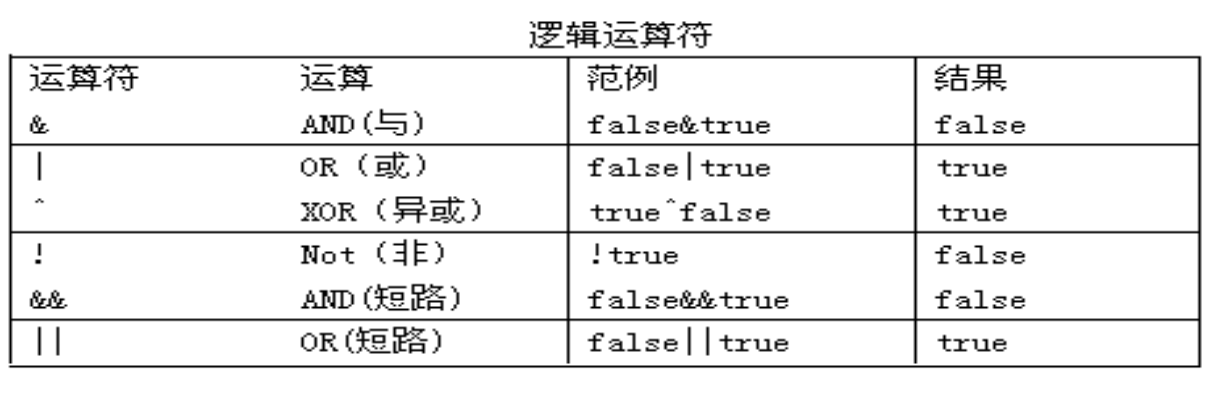 逻辑运算符
运算符 运算 范例 结果
& AND(与) false&true false
| OR（或） false|true true
^ XOR（异或） true^false true
! Not（非） !true false
&& AND(短路) false&&true false
|| OR(短路) false||true true